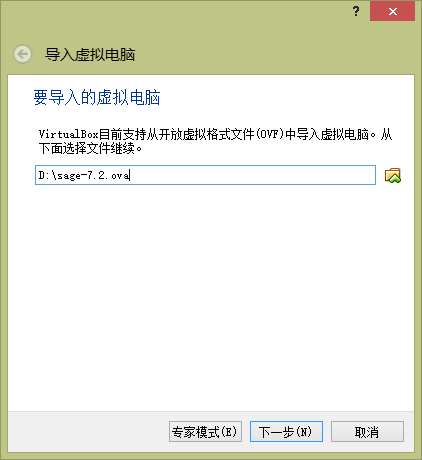 ?
导入虚拟电脑
要导入的虚拟电脑
VirtualBox目前支持从开放虚拟格式文件(OVF)中导入虚拟电脑。从
下面选择文件继续。
D:\sage-7.2.ova
专家模式(E) 下一步(N) 取消